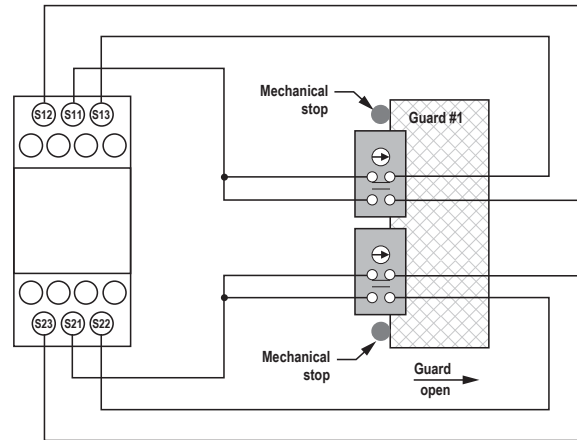 S12 S11 S13
Mechanical
stop
Guard #1
S23 S21 S22
Mechanical
stop
Guard
open